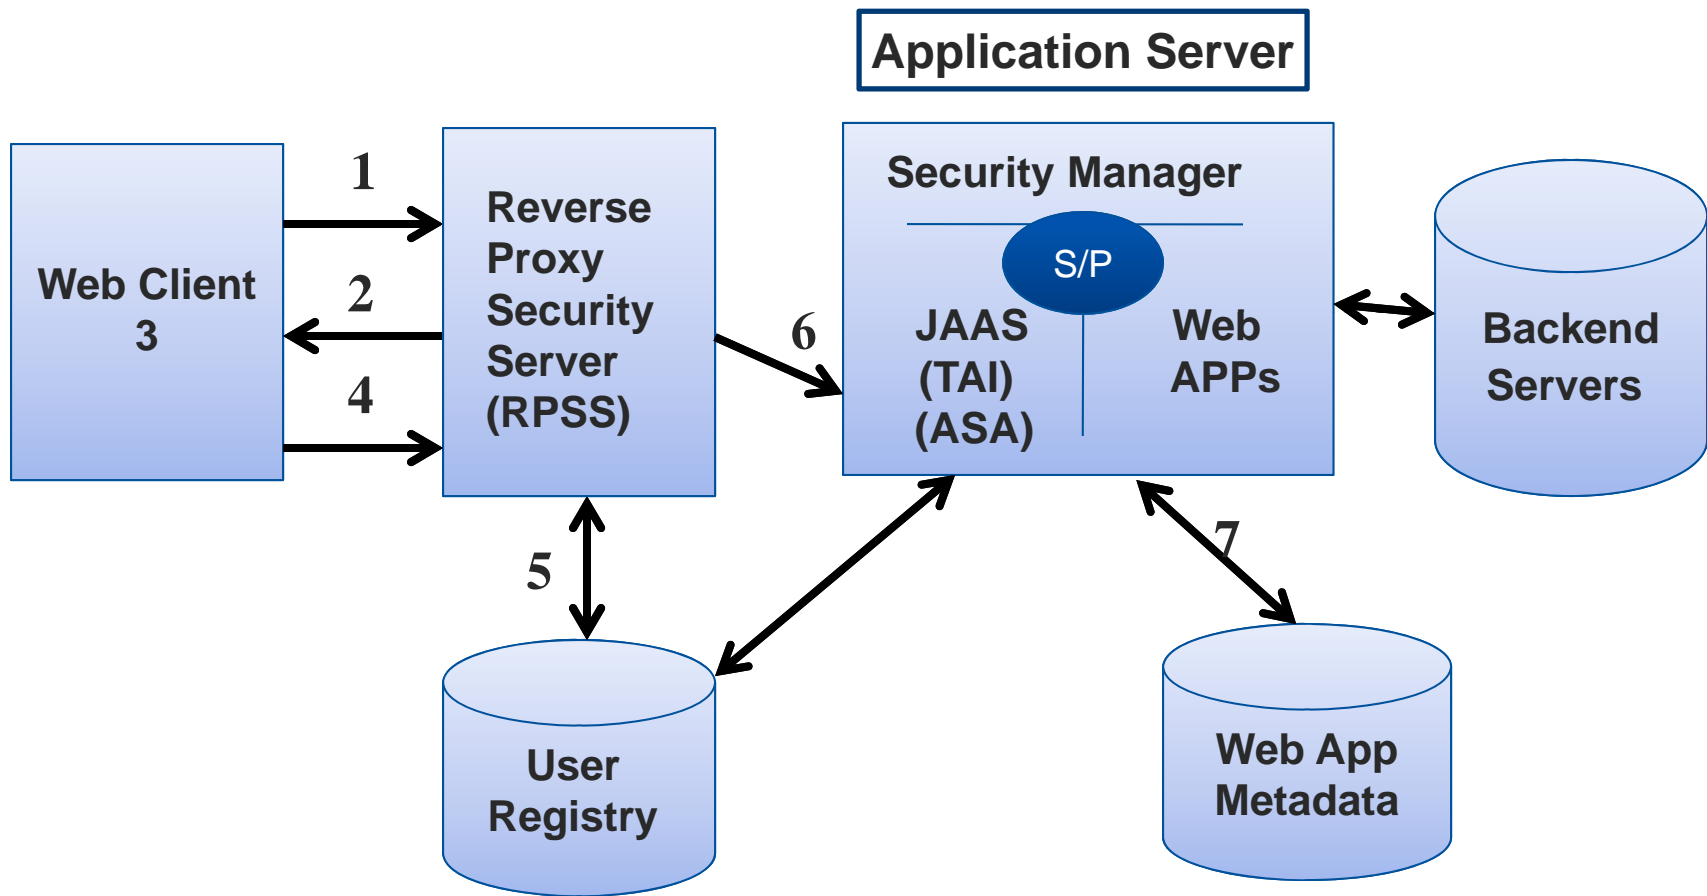 Application Server
Web Client
3
1
2
4
Reverse
Proxy
Security
Server
(RPSS)
5
6
Security Manager
S/P
JAAS
(TAI)
(ASA)
Web
APPs
Backend
Servers
7
User
Registry
Web App
Metadata